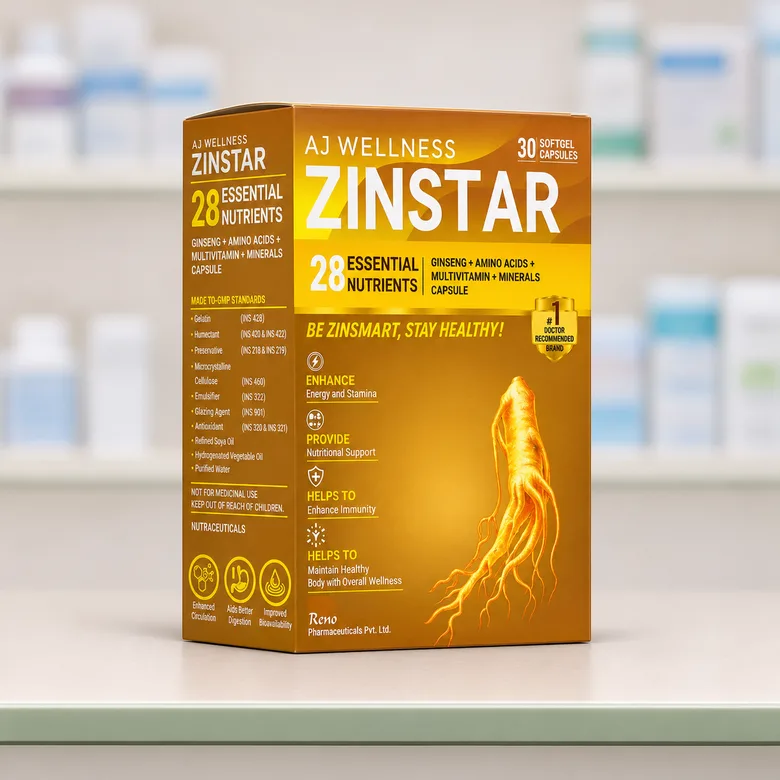 AJ WELLNESS
ZINSTAR
28 ESSENTIAL
NUTRIENTS
GINSENG + AMINO ACIDS +
MULTIVITAMIN + MINERALS
CAPSULE
MADE TO-GMP STANDARDS
• Gelatin (INS 428)
• Humectant (INS 420 & INS 422)
• Preservative (INS 218 & INS 219)
• Microcrystalline
Cellulose (INS 460)
• Emulsifier (INS 322)
• Glazing Agent (INS 901)
• Antioxidant (INS 320 & INS 321)
• Refined Soya Oil
• Hydrogenated Vegetable Oil
• Purified Water
NOT FOR MEDICINAL USE
KEEP OUT OF REACH OF CHILDREN.
NUTRACEUTICALS
Enhanced
Circulation
Aids Better
Digestion
Improved
Bioavailability
AJ WELLNESS
30 SOFTGEL
CAPSULES
ZINSTAR
28 ESSENTIAL
NUTRIENTS
GINSENG + AMINO ACIDS +
MULTIVITAMIN + MINERALS
CAPSULE
BE ZINSMART, STAY HEALTHY!
#1
DOCTOR
RECOMMENDED
BRAND
ENHANCE
Energy and Stamina
PROVIDE
Nutritional Support
HELPS TO
Enhance Immunity
HELPS TO
Maintain Healthy
Body with Overall Wellness
Reno
Pharmaceuticals Pvt. Ltd.